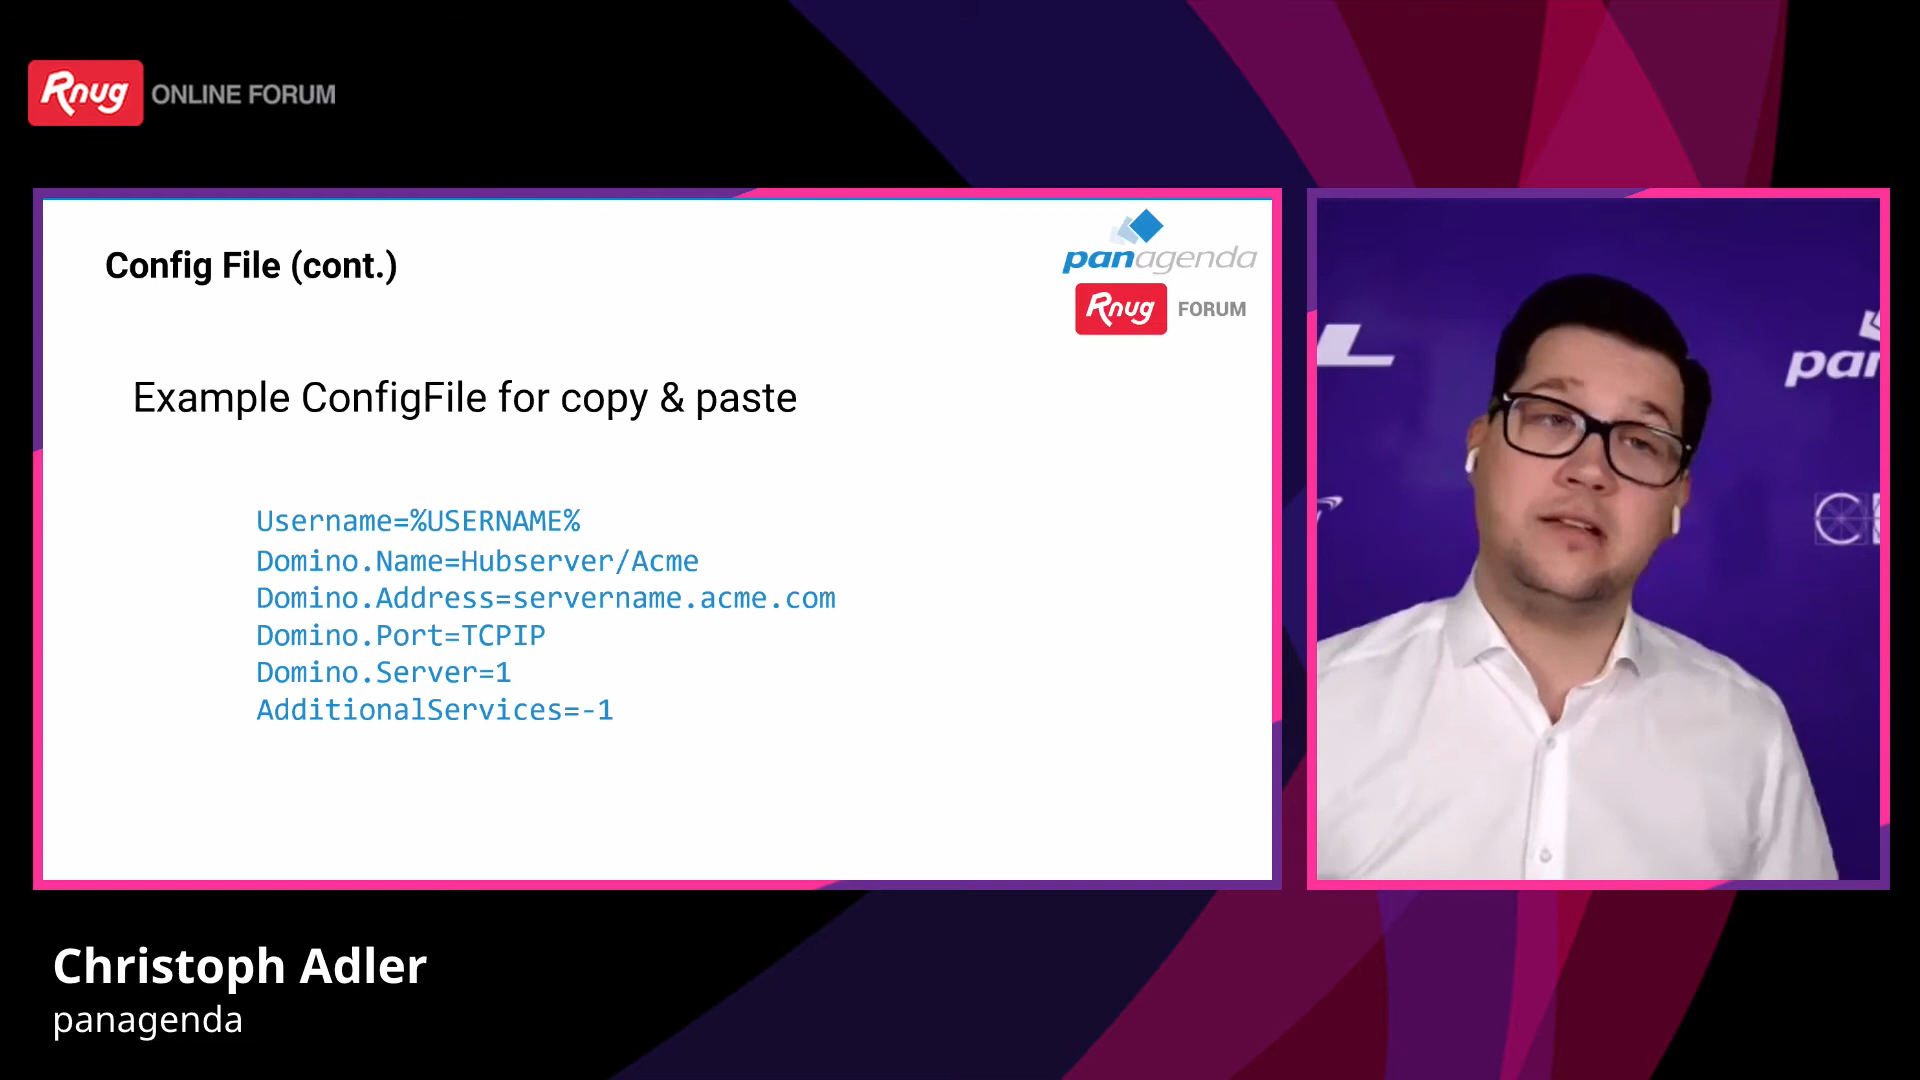 Rnug ONLINE FORUM
Config File (cont.)
panagenda
Rnug FORUM
Example ConfigFile for copy & paste
Username=%USERNAME%
Domino.Name=Hubserver/Acme
Domino.Address=servername.acme.com
Domino.Port=TCPIP
Domino.Server=1
AdditionalServices=-1
L
pan
Christoph Adler
panagenda